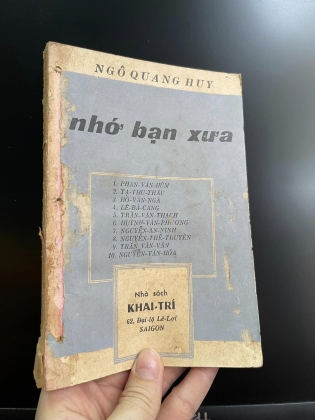 NGÔ QUANG HUY
nhớ bạn xưa
1. PHAN-VĂN-HÙM
2. TẠ-THU-THÂU
3. HỒ-VĂN-NGÀ
4. LÊ-BÁ-CANG
5. TRẦN-VĂN-THẠCH
6. HUỲNH-VĂN-PHƯƠNG
7. NGUYỄN-AN-NINH
8. NGUYỄN-THẾ-TRUYỀN
9. TRẦN VĂN-VĂN
10. NGUYỄN-VĂN-HÒA
Nhà sách
KHAI-TRÍ
62, Đại-lộ Lê-Lợi
SAIGON